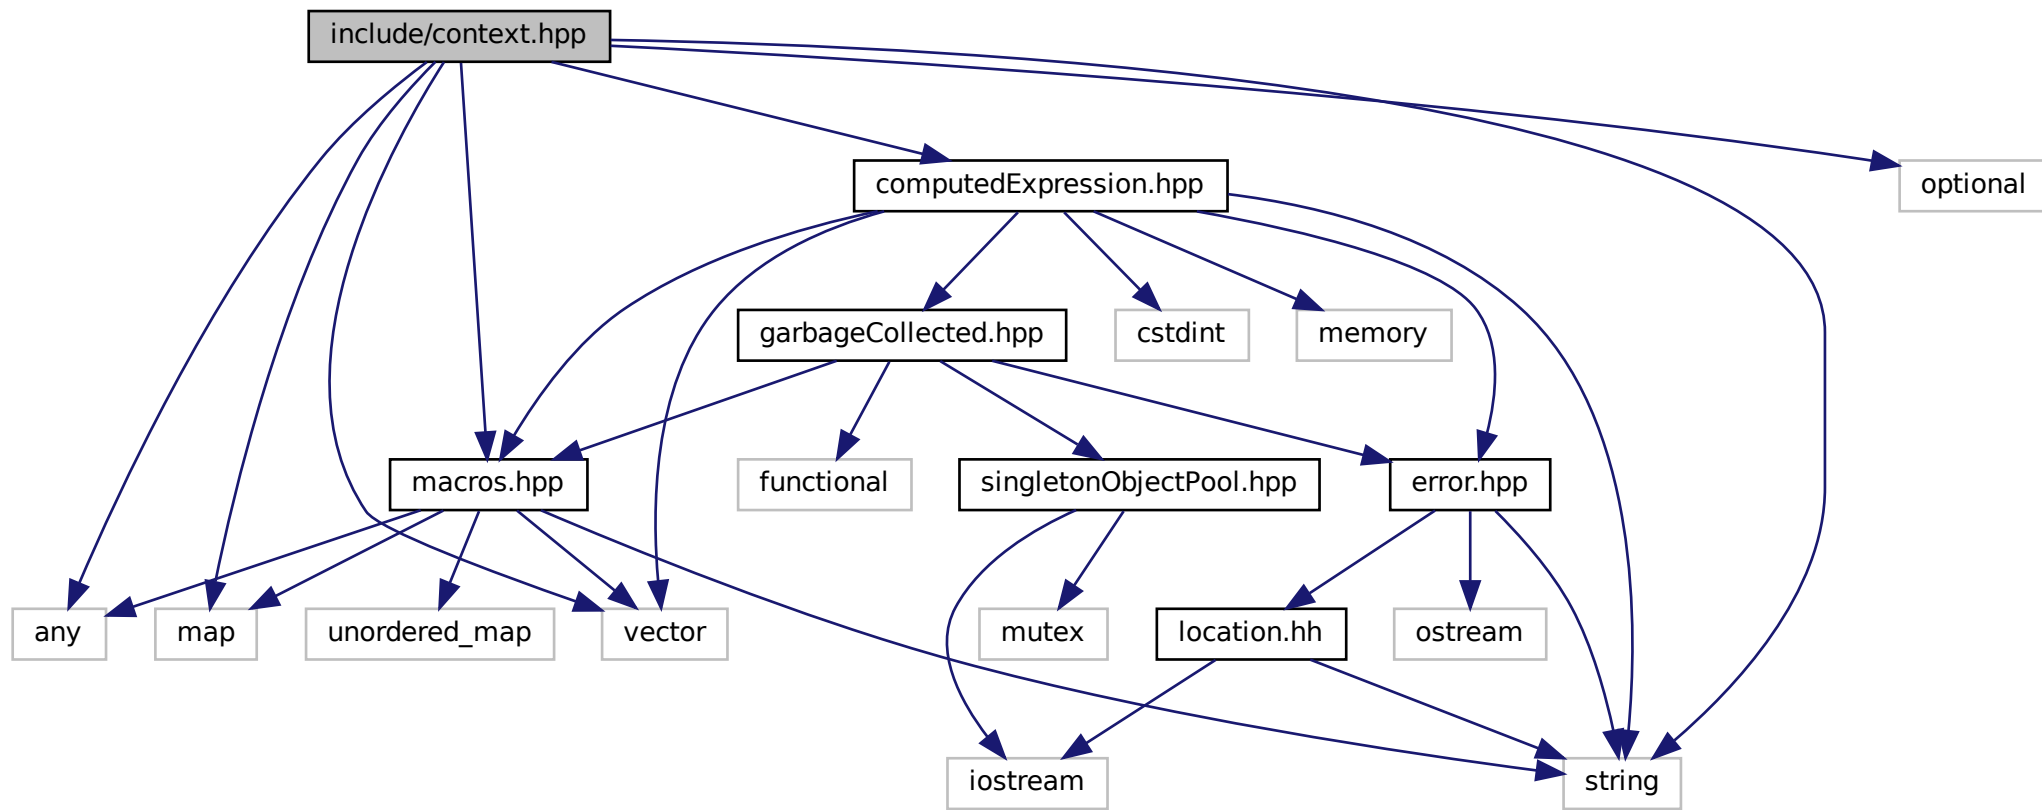 include/context.hpp
computedExpression.hpp
optional
garbageCollected.hpp
cstdint
memory
macros.hpp
functional
singletonObjectPool.hpp
error.hpp
any
map
unordered_map
vector
mutex
location.hh
ostream
iostream
string